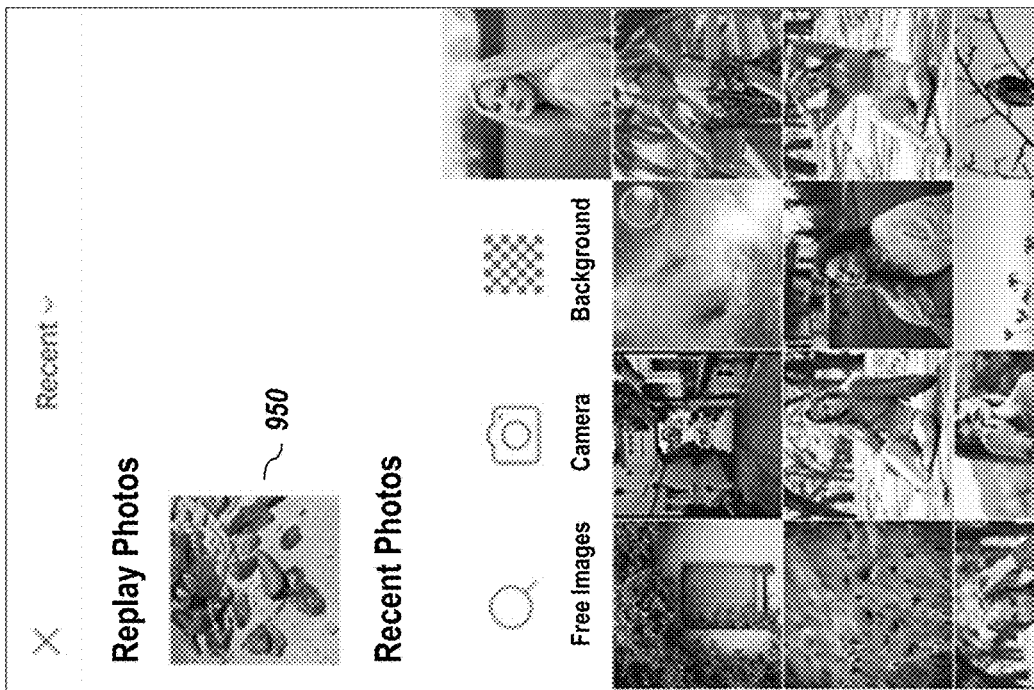 Recent
Replay Photos
950
Recent Photos
Free Images
Camera
Background